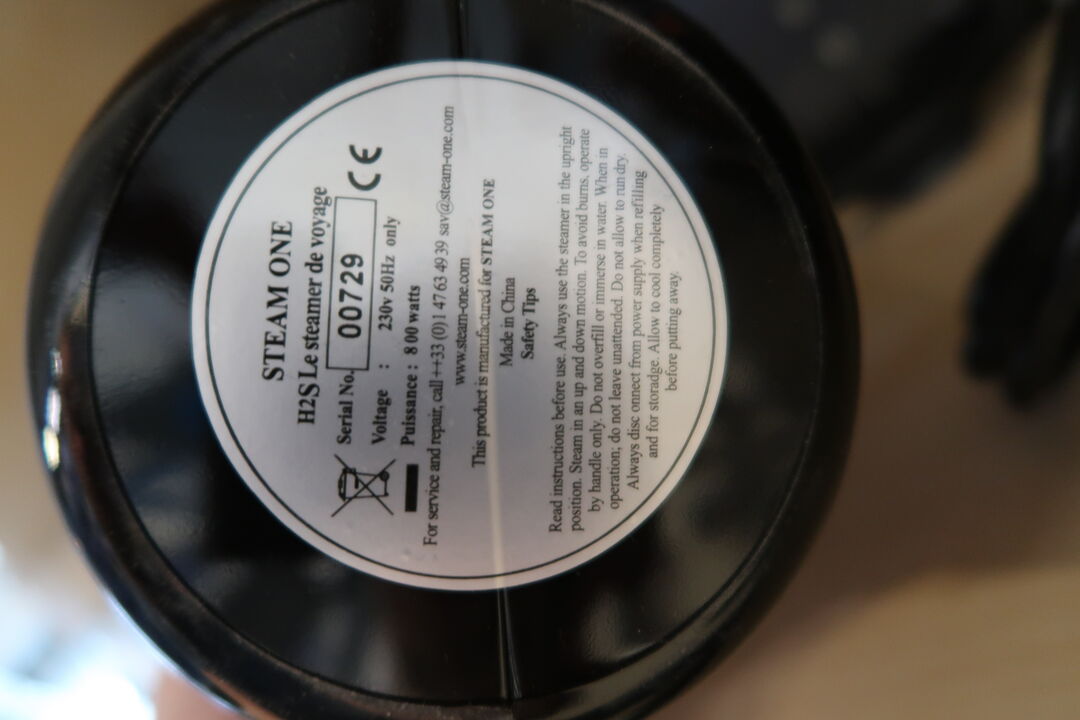 STEAM ONE
H2S Le steamer de voyage
Serial No. 00729 CE
Voltage : 230v 50Hz only
Puissance : 8 00 watts
For service and repair, call ++33 (0)1 47 63 49 39 sav@steam-one.com
www.steam-one.com
This product is manufactured for STEAM ONE
Made in China
Safety Tips
Read instructions before use. Always use the steamer in the upright
position. Steam in an up and down motion. To avoid burns, operate
by handle only. Do not overfill or immerse in water. When in
operation; do not leave unattended. Do not allow to run dry.
Always disc onnect from power supply when refilling
and for storadge. Allow to cool completely
before putting away.